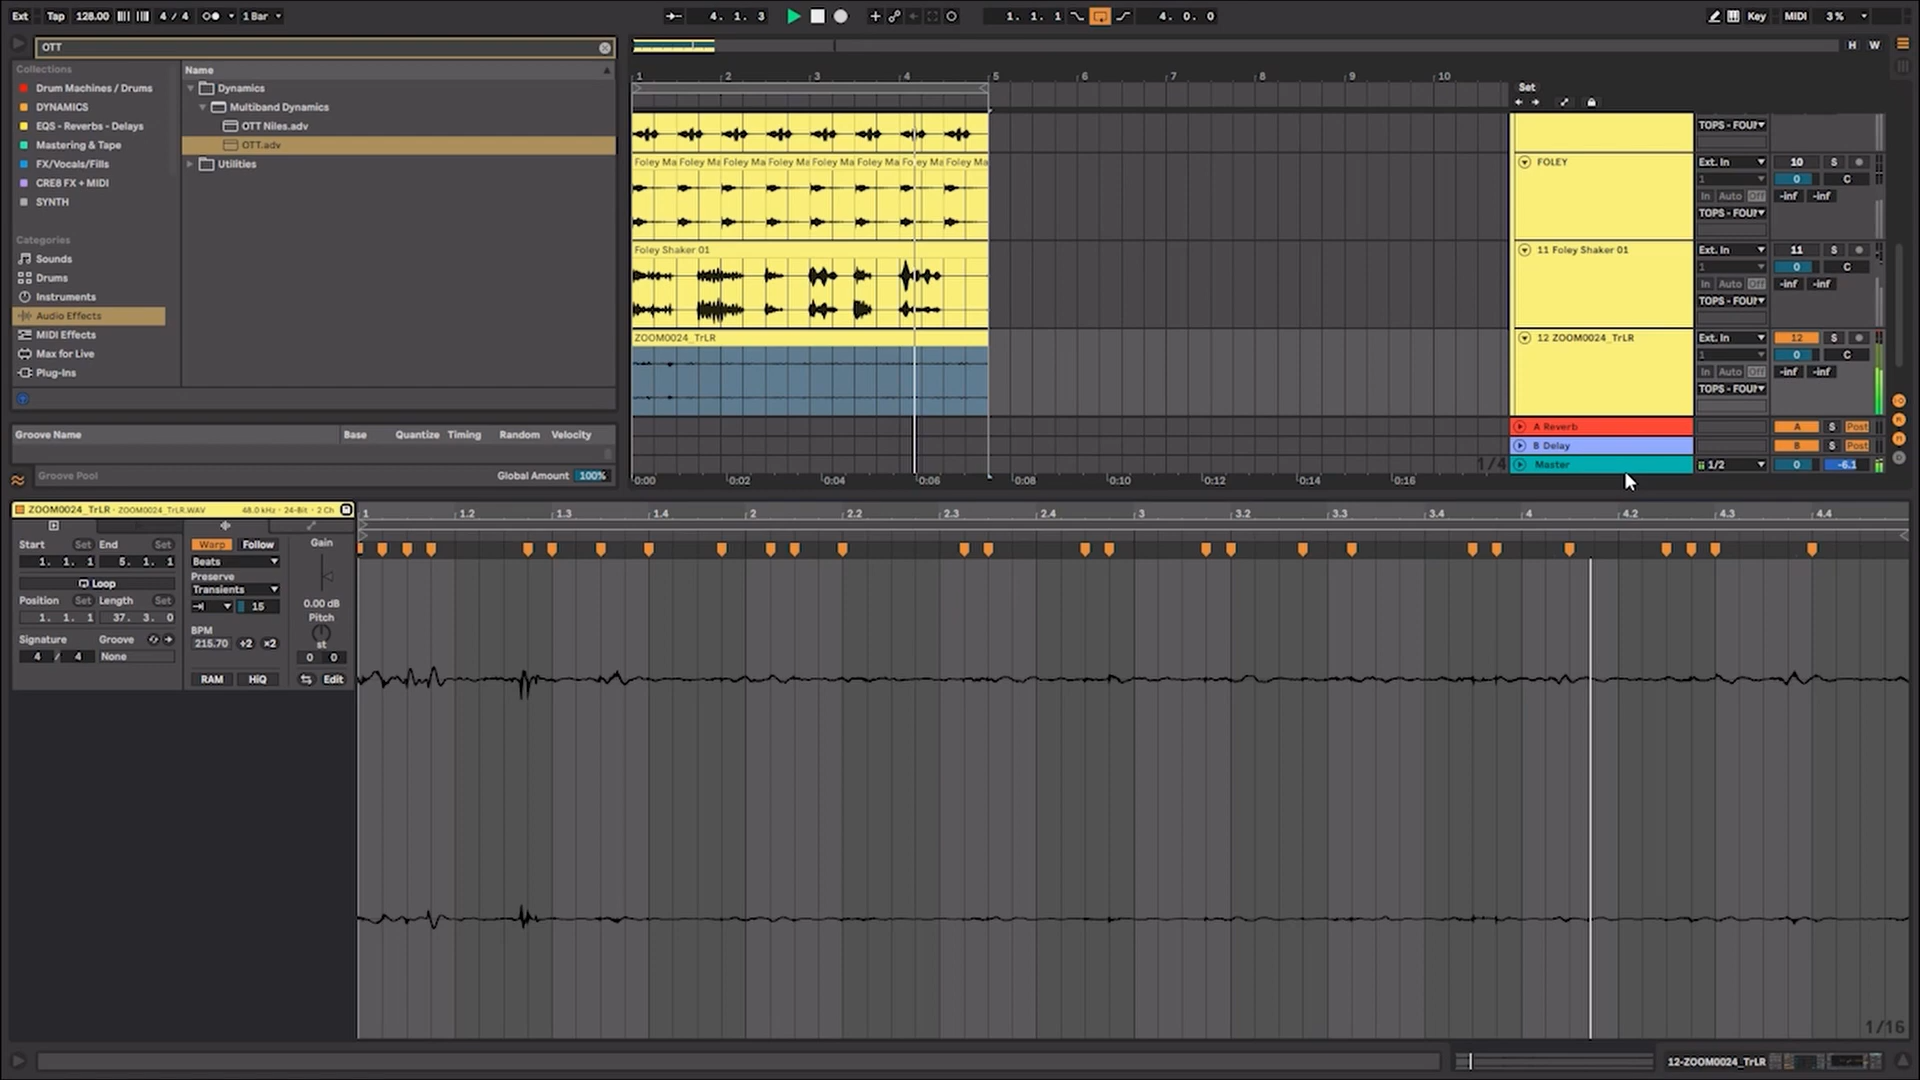 Ext Tap 128.00 4 / 4 1 Bar 4. 1. 3 1. 1. 1 4. 0. 0 Key MIDI 3 %
OTT
H W
Collections Name
Drum Machines / Drums
DYNAMICS
EQS - Reverbs - Delays
Mastering & Tape
FX/Vocals/Fills
CRE8 FX + MIDI
SYNTH
Categories
Sounds
Drums
Instruments
Audio Effects
MIDI Effects
Max for Live
Plug-Ins
Dynamics
Multiband Dynamics
OTT Niles.adv
OTT.adv
Utilities
Groove Name Base Quantize Timing Random Velocity
Groove Pool Global Amount 100%
1 2 3 4 5 6 7 8 9 10
Set
Foley Ma Foley Ma Foley Ma Foley Ma Foley Ma Foley Ma Foley Ma Foley Ma
Foley Shaker 01
ZOOM0024_TrLR
1/4
0:00 0:02 0:04 0:06 0:08 0:10 0:12 0:14 0:16
TOPS - FOU
FOLEY Ext. In 10 S
1 0 C
In Auto Off -inf -inf
TOPS - FOU
11 Foley Shaker 01 Ext. In 11 S
1 0 C
In Auto Off -inf -inf
TOPS - FOU
12 ZOOM0024_TrLR Ext. In 12 S
1 0 C
In Auto Off -inf -inf
TOPS - FOU
A Reverb A S Post
B Delay B S Post
Master 1/2 0 -6.1
ZOOM0024_TrLR - ZOOM0024_TrLR.WAV 48.0 kHz · 24-Bit · 2 Ch
Start Set End Set
1. 1. 1 5. 1. 1
Loop
Position Set Length Set
1. 1. 1 37. 3. 0
Signature Groove
4 / 4 None
Warp Follow
Beats
Preserve
Transients
15
BPM
215.70 ÷2 ×2
RAM HiQ
Gain
0.00 dB
Pitch
st
0 0
Edit
1 1.2 1.3 1.4 2 2.2 2.3 2.4 3 3.2 3.3 3.4 4 4.2 4.3 4.4
1/16
12-ZOOM0024_TrLR